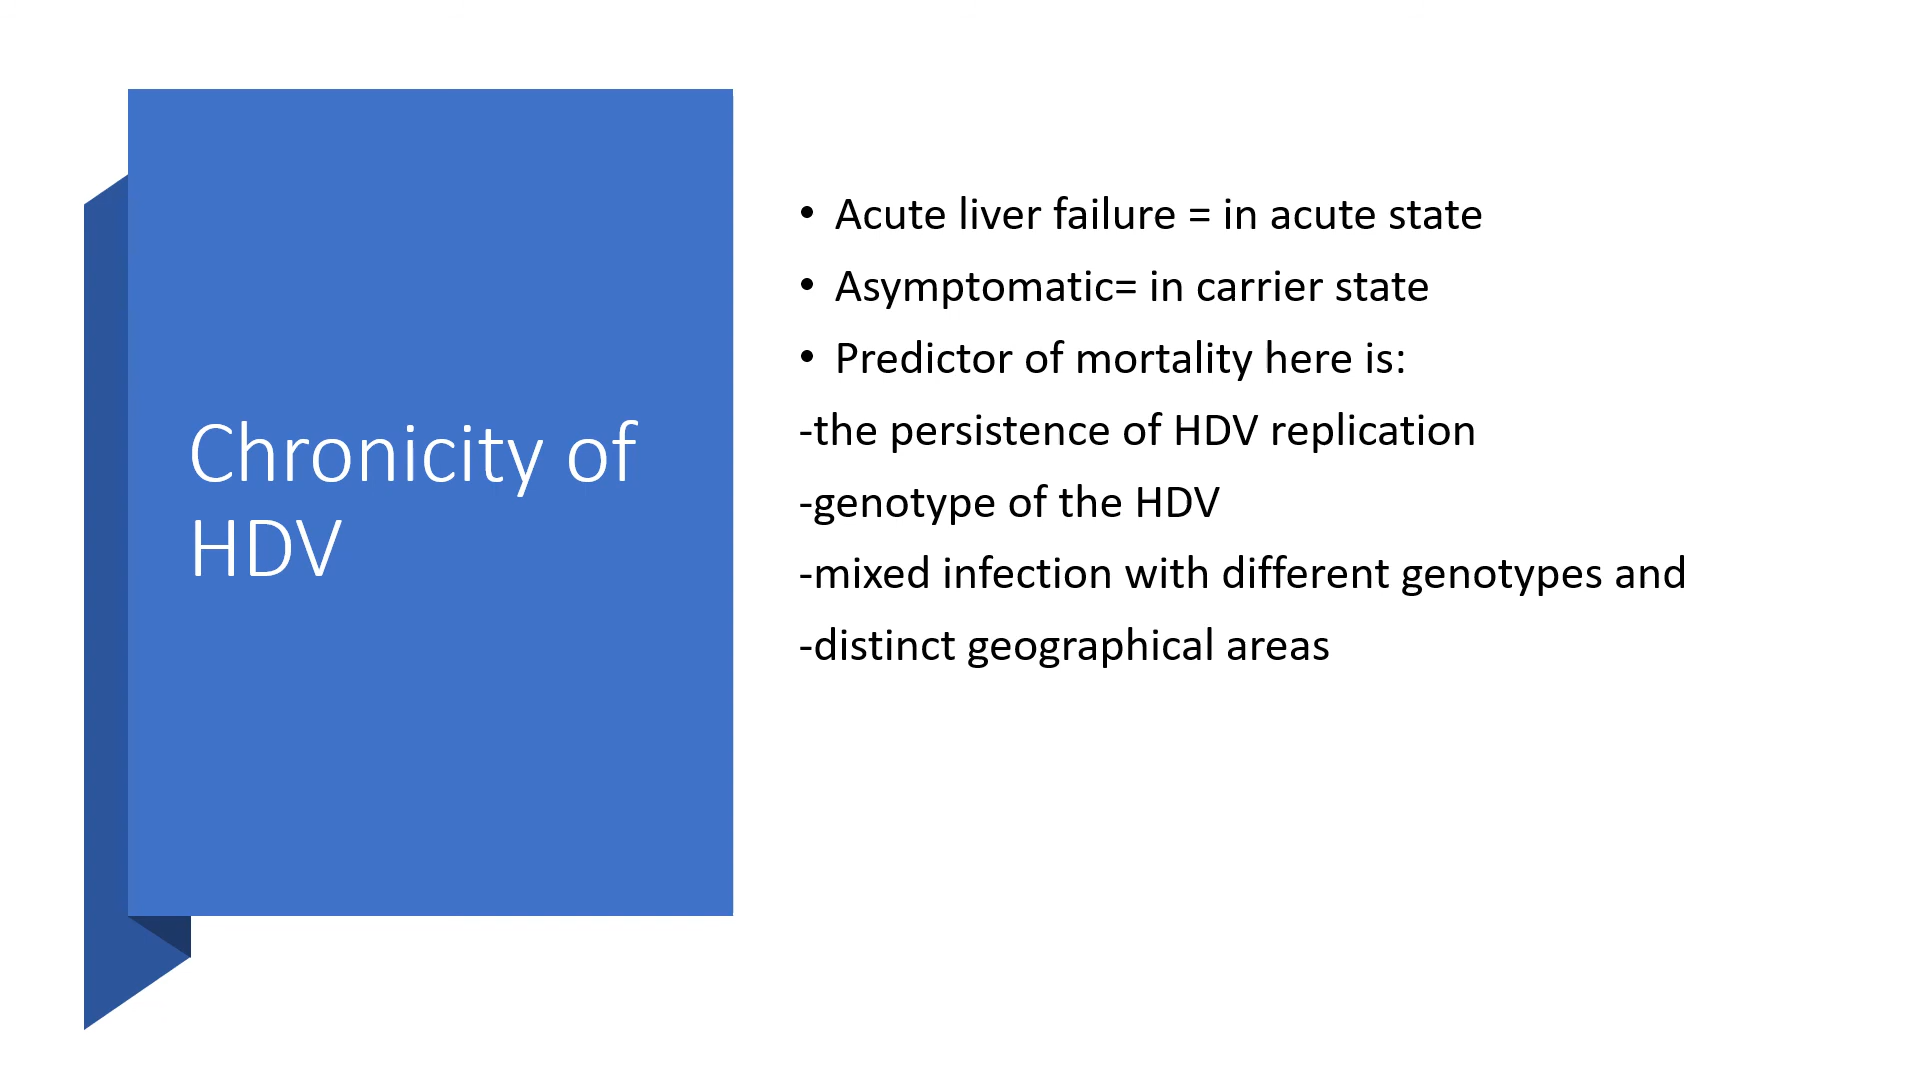 Chronicity of
HDV
• Acute liver failure = in acute state
• Asymptomatic= in carrier state
• Predictor of mortality here is:
-the persistence of HDV replication
-genotype of the HDV
-mixed infection with different genotypes and
-distinct geographical areas